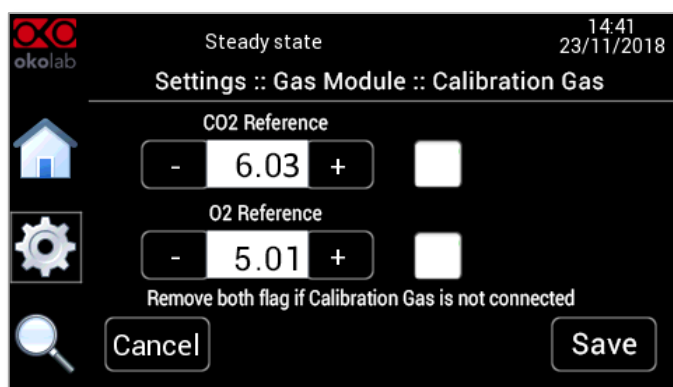 okolab
Steady state
14:41
23/11/2018
Settings :: Gas Module :: Calibration Gas
CO2 Reference
- 6.03 +
O2 Reference
- 5.01 +
Remove both flag if Calibration Gas is not connected
Cancel Save